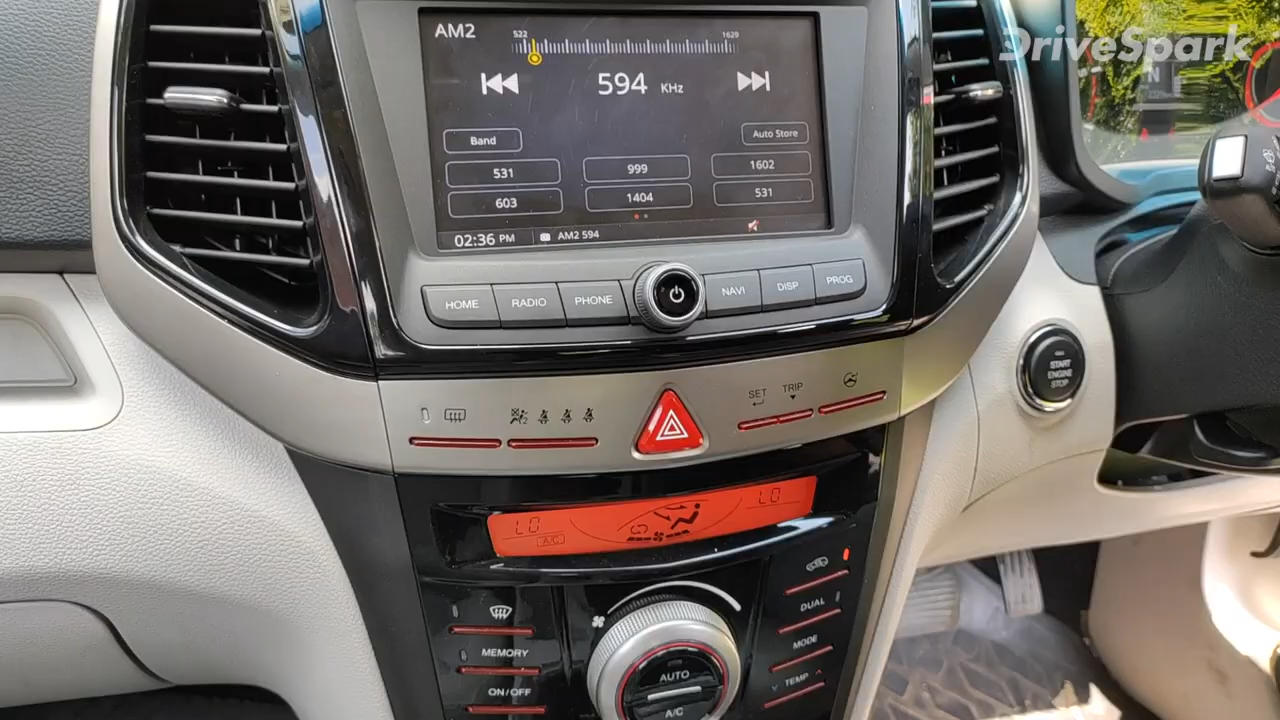 DriveSpark
AM2
522 1629
594 KHz
Band Auto Store
531 999 1602
603 1404 531
02:36 PM AM2 594
HOME RADIO PHONE NAVI DISP PROG
START
ENGINE
STOP
SET TRIP
LO LO
A/C
DUAL
MEMORY MODE
AUTO TEMP
ON/OFF
A/C